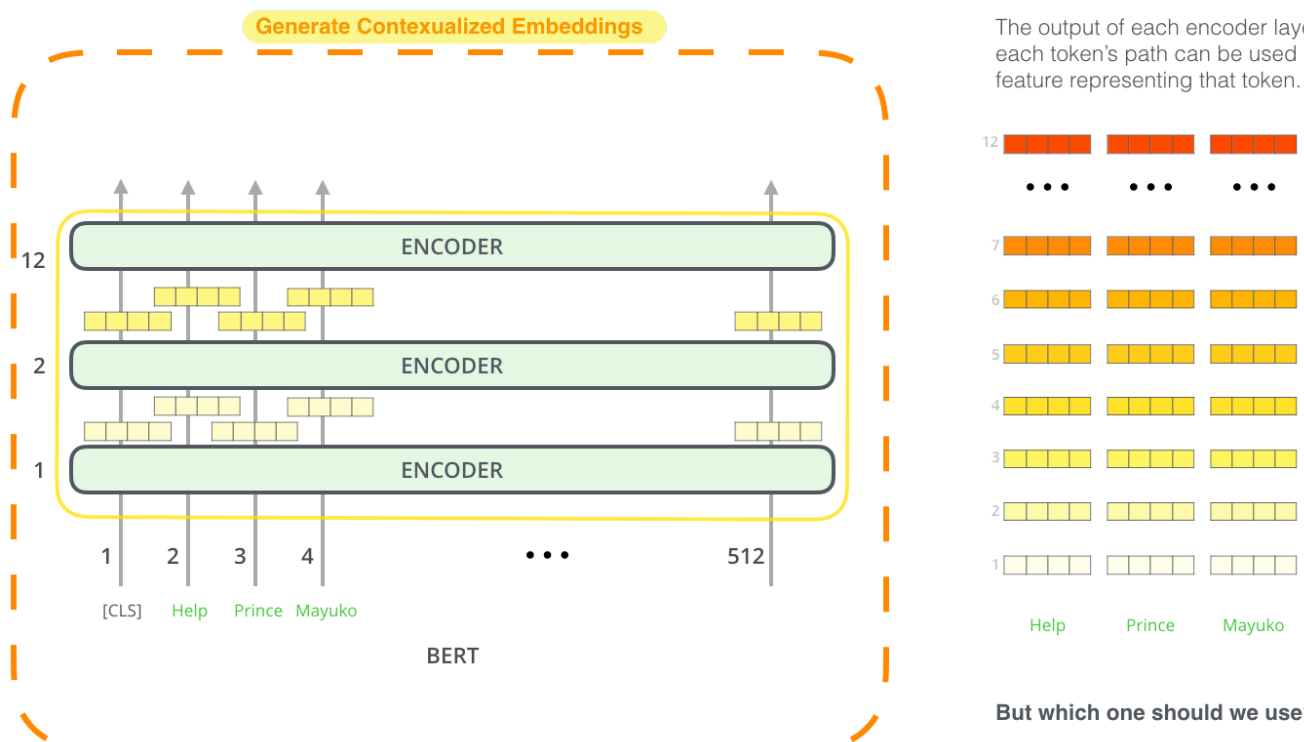 Generate Contexualized Embeddings
12
ENCODER
2
ENCODER
1
ENCODER
1 2 3 4 • • • 512
[CLS] Help Prince Mayuko
BERT
The output of each encoder
each token's path can be used
feature representing that token.
12
• • • • • • • • •
7
6
5
4
3
2
1
Help Prince Mayuko
But which one should we use